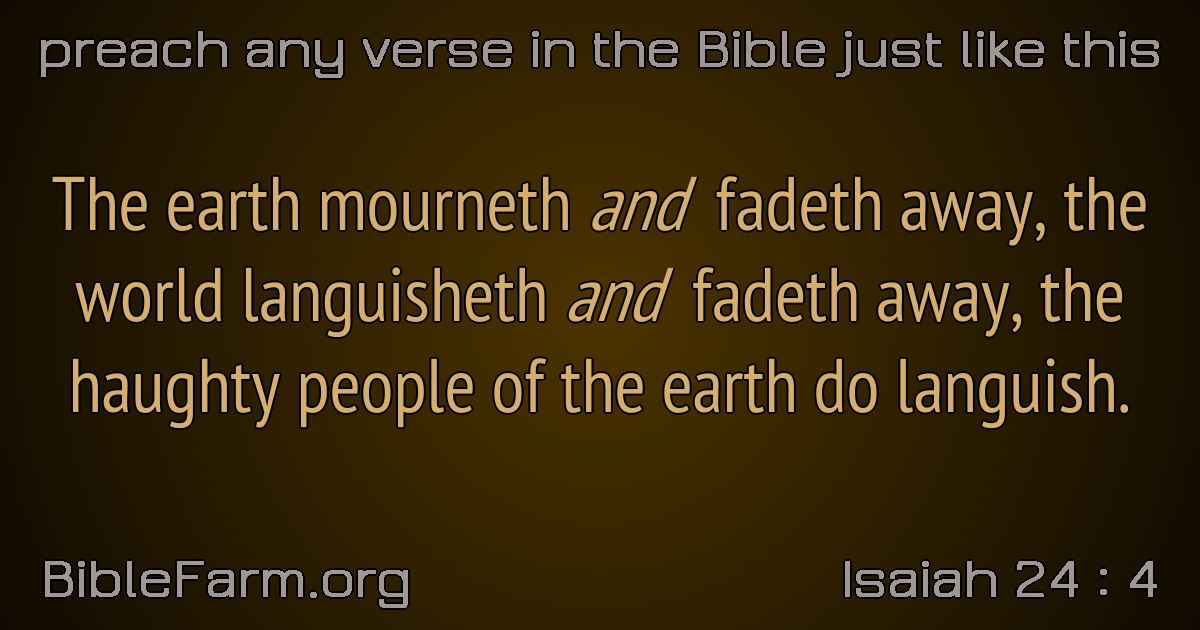 preach any verse in the Bible just like this
The earth mourneth and fadeth away, the
world languisheth and fadeth away, the
haughty people of the earth do languish.
BibleFarm.org
Isaiah 24 : 4